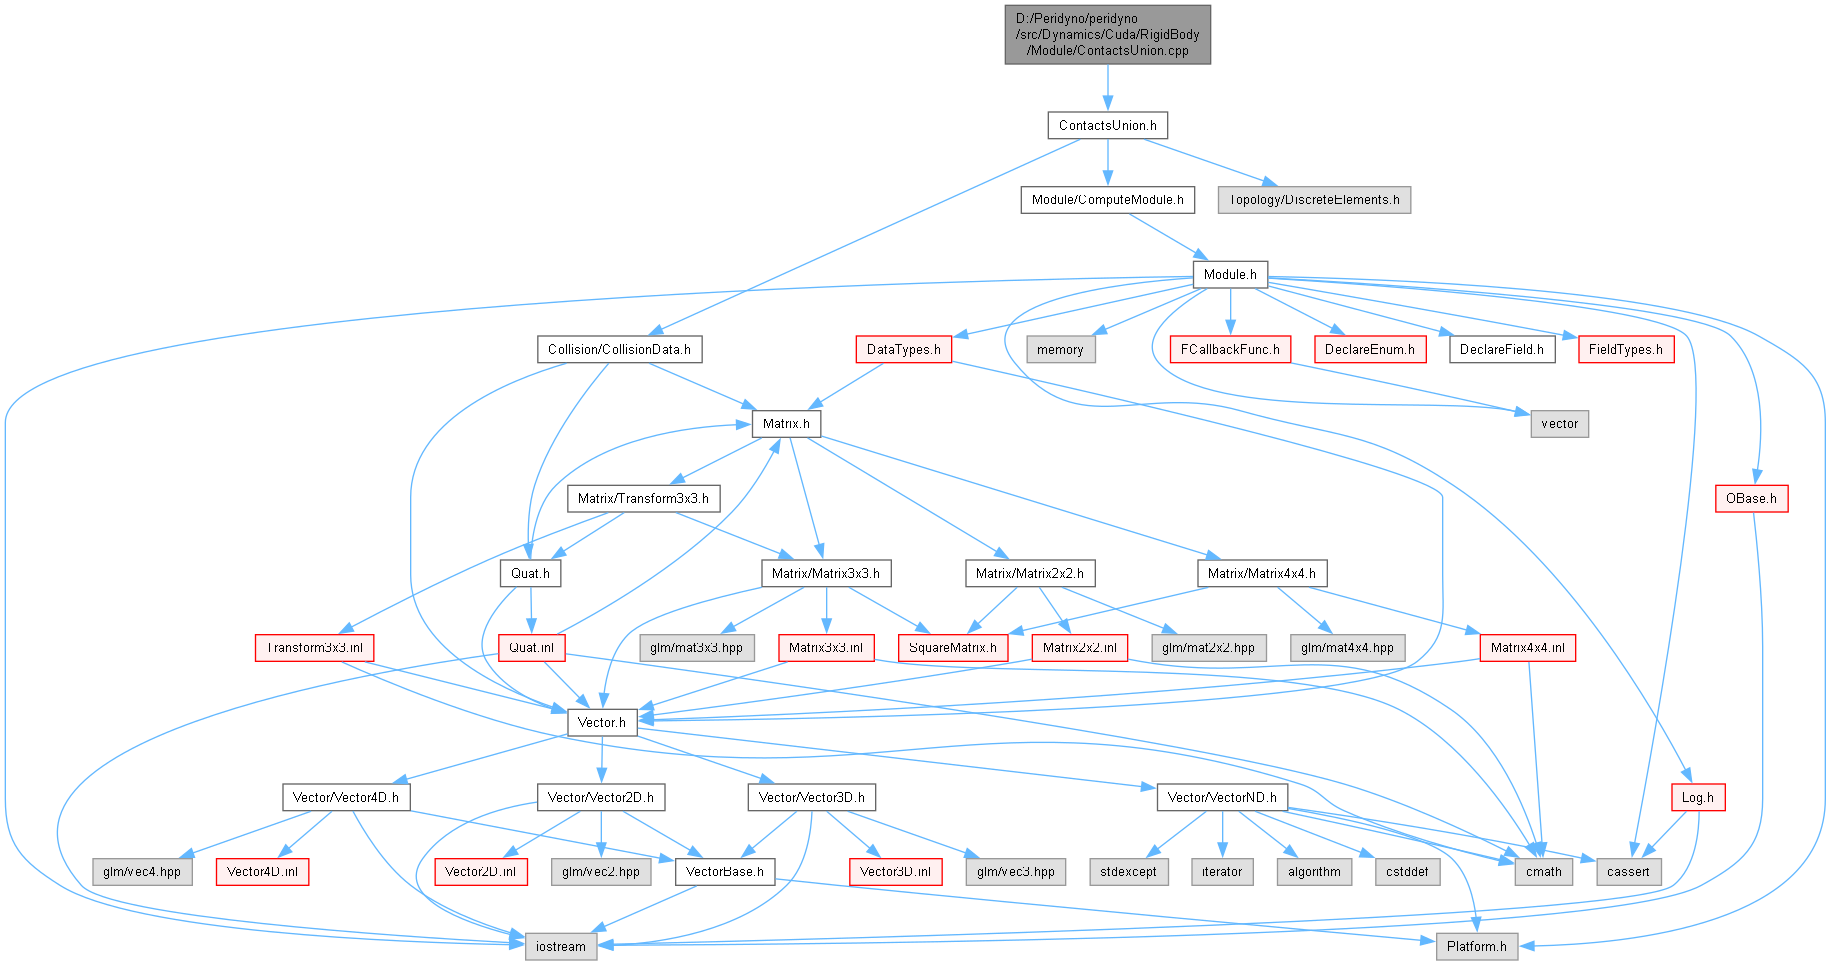 D:/Peridyno/peridyno
/src/Dynamics/Cuda/RigidBody
/Module/ContactsUnion.cpp
ContactsUnion.h
Module/ComputeModule.h
Topology/DiscreteElements.h
Module.h
Collision/CollisionData.h
DataTypes.h
memory
FCallbackFunc.h
DeclareEnum.h
DeclareField.h
FieldTypes.h
Matrix.h
vector
Matrix/Transform3x3.h
OBase.h
Quat.h
Matrix/Matrix3x3.h
Matrix/Matrix2x2.h
Matrix/Matrix4x4.h
Transform3x3.inl
Quat.inl
glm/mat3x3.hpp
Matrix3x3.inl
SquareMatrix.h
Matrix2x2.inl
glm/mat2x2.hpp
glm/mat4x4.hpp
Matrix4x4.inl
Vector.h
Vector/Vector4D.h
Vector/Vector2D.h
Vector/Vector3D.h
Vector/VectorND.h
Log.h
glm/vec4.hpp
Vector4D.inl
Vector2D.inl
glm/vec2.hpp
VectorBase.h
Vector3D.inl
glm/vec3.hpp
stdexcept
iterator
algorithm
cstddef
cmath
cassert
iostream
Platform.h